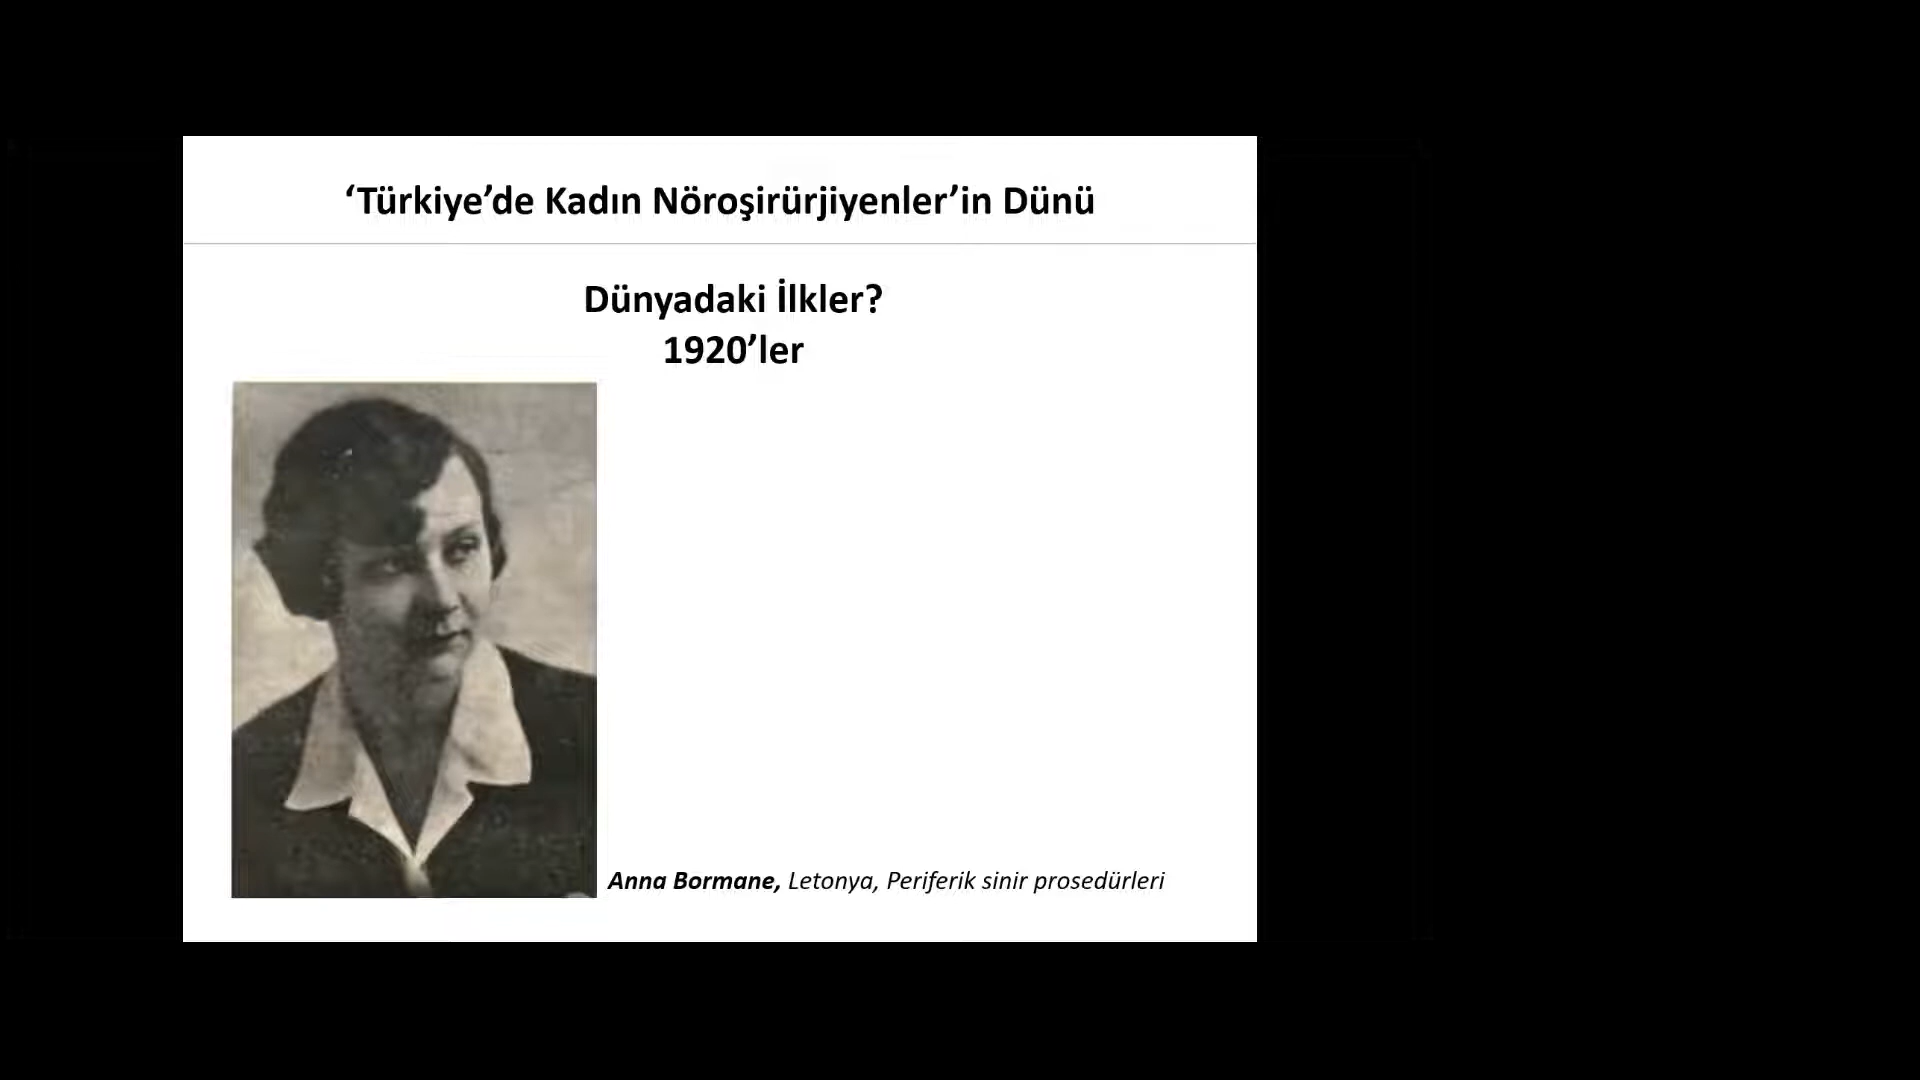 ‘Türkiye’de Kadın Nöroşirürjiyenler’in Dünü
Dünyadaki İlkler?
1920’ler
Anna Bormane, Letonya, Periferik sinir prosedürleri